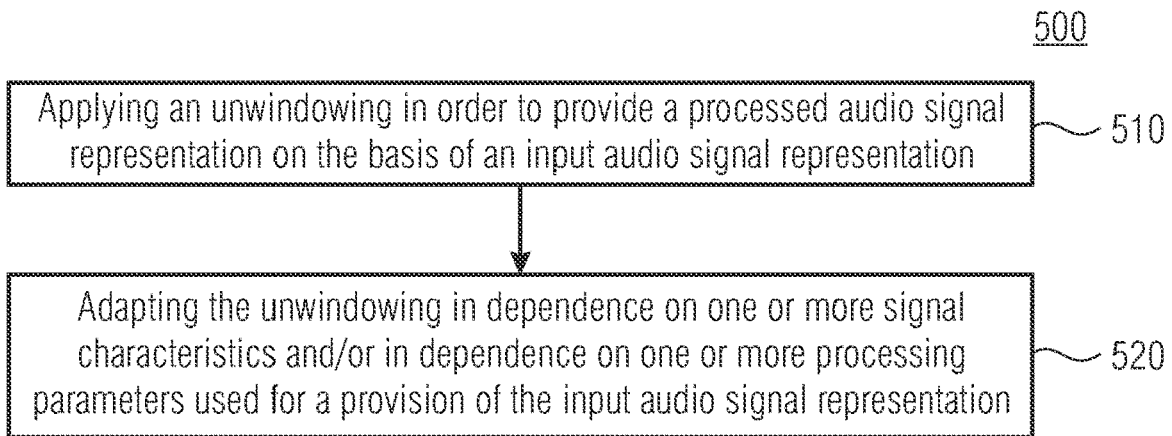 500
Applying an unwindowing in order to provide a processed audio signal
representation on the basis of an input audio signal representation
510
Adapting the unwindowing in dependence on one or more signal
characteristics and/or in dependence on one or more processing
parameters used for a provision of the input audio signal representation
520